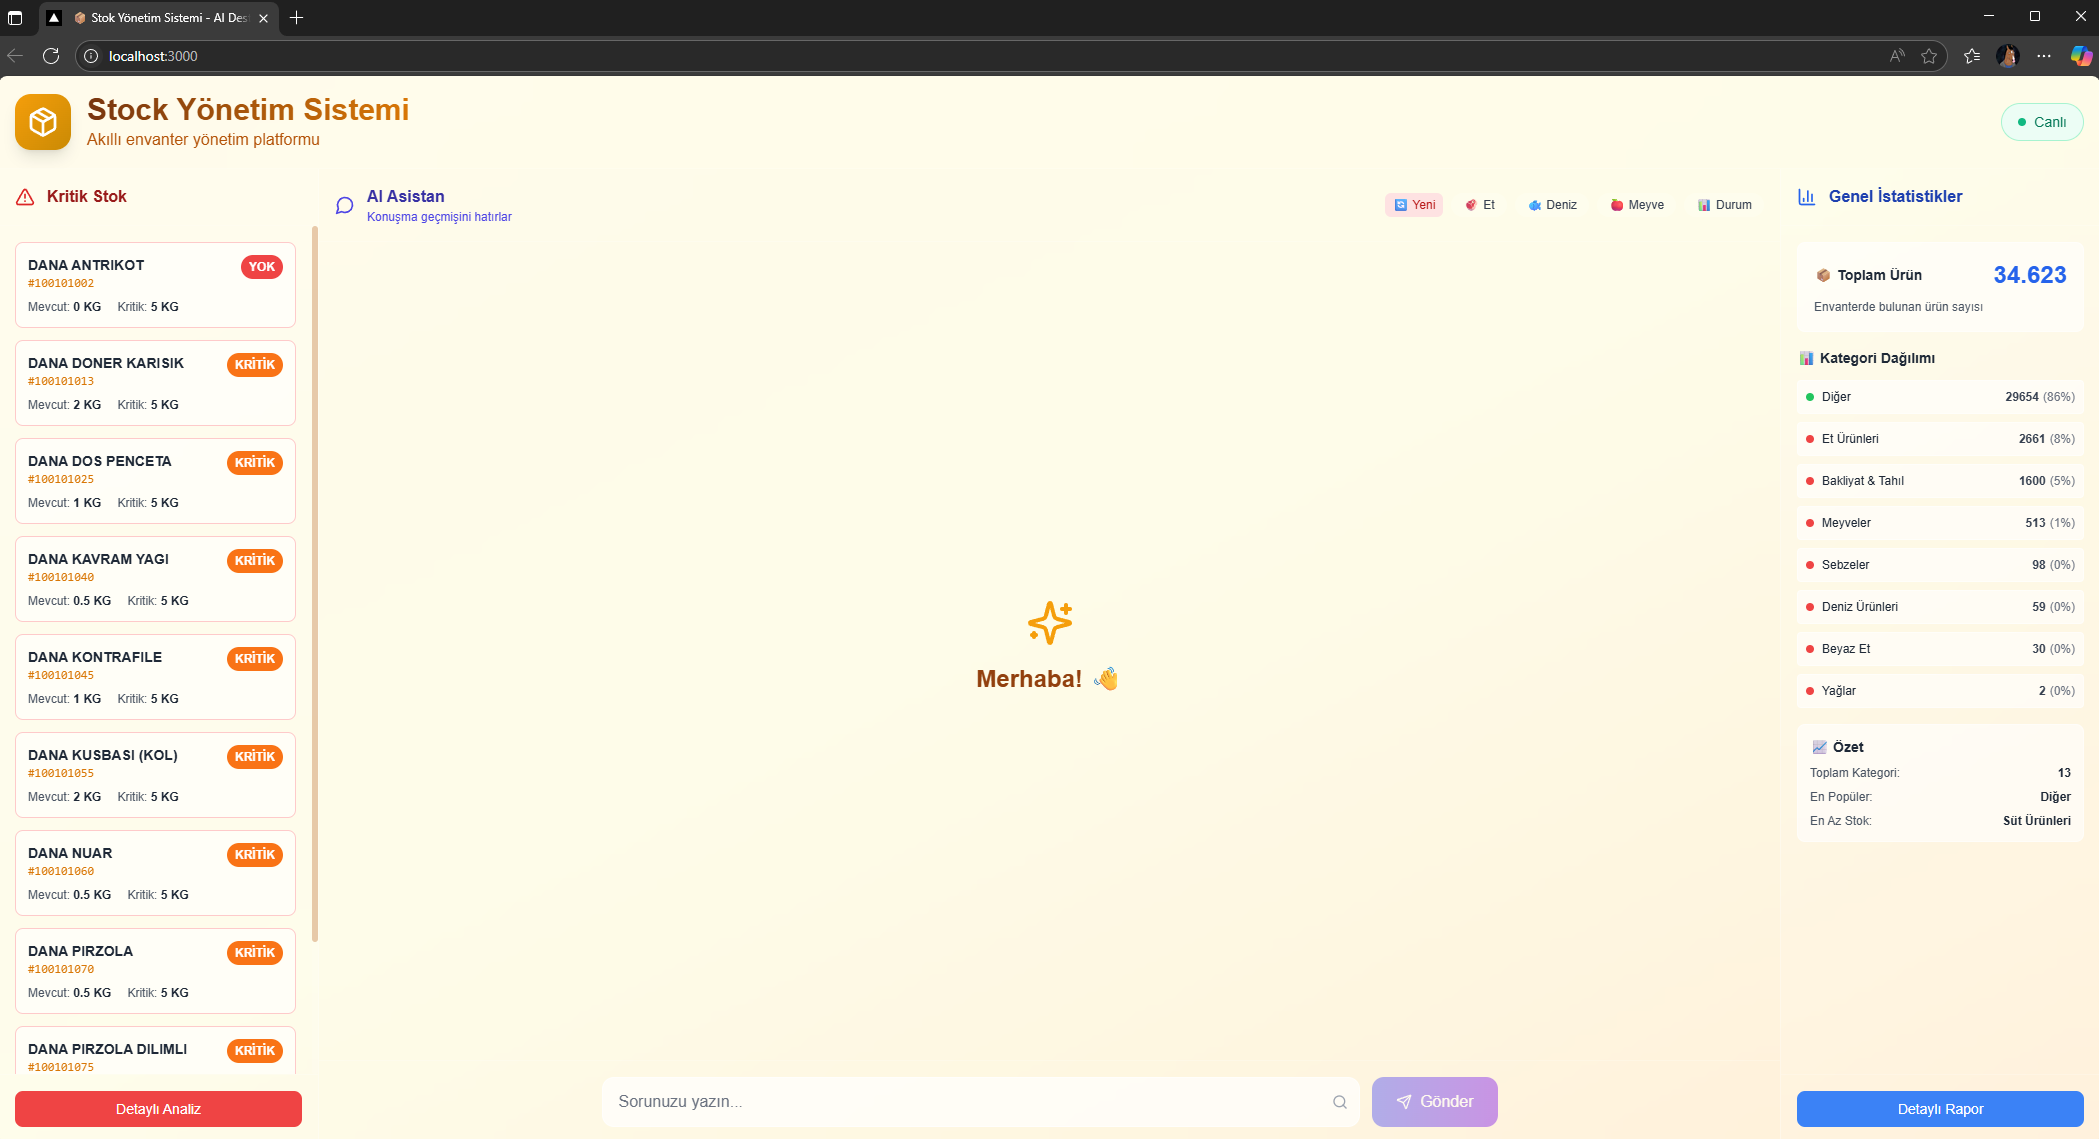 Stok Yönetim Sistemi - AI Des
localhost:3000
Stock Yönetim Sistemi
Akıllı envanter yönetim platformu
Canlı
Kritik Stok
DANA ANTRIKOT
YOK
#100101002
Mevcut: 0 KG Kritik: 5 KG
DANA DONER KARISIK
KRİTİK
#100101013
Mevcut: 2 KG Kritik: 5 KG
DANA DOS PENCETA
KRİTİK
#100101025
Mevcut: 1 KG Kritik: 5 KG
DANA KAVRAM YAGI
KRİTİK
#100101040
Mevcut: 0.5 KG Kritik: 5 KG
DANA KONTRAFILE
KRİTİK
#100101045
Mevcut: 1 KG Kritik: 5 KG
DANA KUSBASI (KOL)
KRİTİK
#100101055
Mevcut: 2 KG Kritik: 5 KG
DANA NUAR
KRİTİK
#100101060
Mevcut: 0.5 KG Kritik: 5 KG
DANA PIRZOLA
KRİTİK
#100101070
Mevcut: 0.5 KG Kritik: 5 KG
DANA PIRZOLA DILIMLI
KRİTİK
#100101075
Detaylı Analiz
AI Asistan
Konuşma geçmişini hatırlar
Yeni
Et
Deniz
Meyve
Durum
Merhaba!
Sorunuzu yazın...
Gönder
Genel İstatistikler
Toplam Ürün
34.623
Envanterde bulunan ürün sayısı
Kategori Dağılımı
Diğer 29654 (86%)
Et Ürünleri 2661 (8%)
Bakliyat & Tahıl 1600 (5%)
Meyveler 513 (1%)
Sebzeler 98 (0%)
Deniz Ürünleri 59 (0%)
Beyaz Et 30 (0%)
Yağlar 2 (0%)
Özet
Toplam Kategori: 13
En Popüler: Diğer
En Az Stok: Süt Ürünleri
Detaylı Rapor